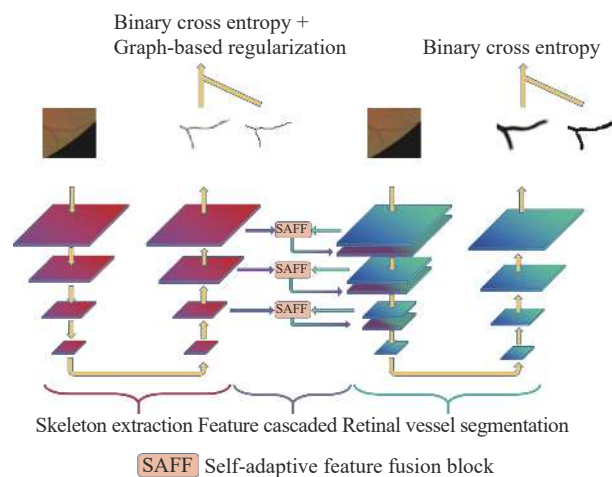 Binary cross entropy +
Graph-based regularization
Binary cross entropy
SAFF
SAFF
SAFF
Skeleton extraction Feature cascaded Retinal vessel segmentation
SAFF Self-adaptive feature fusion block